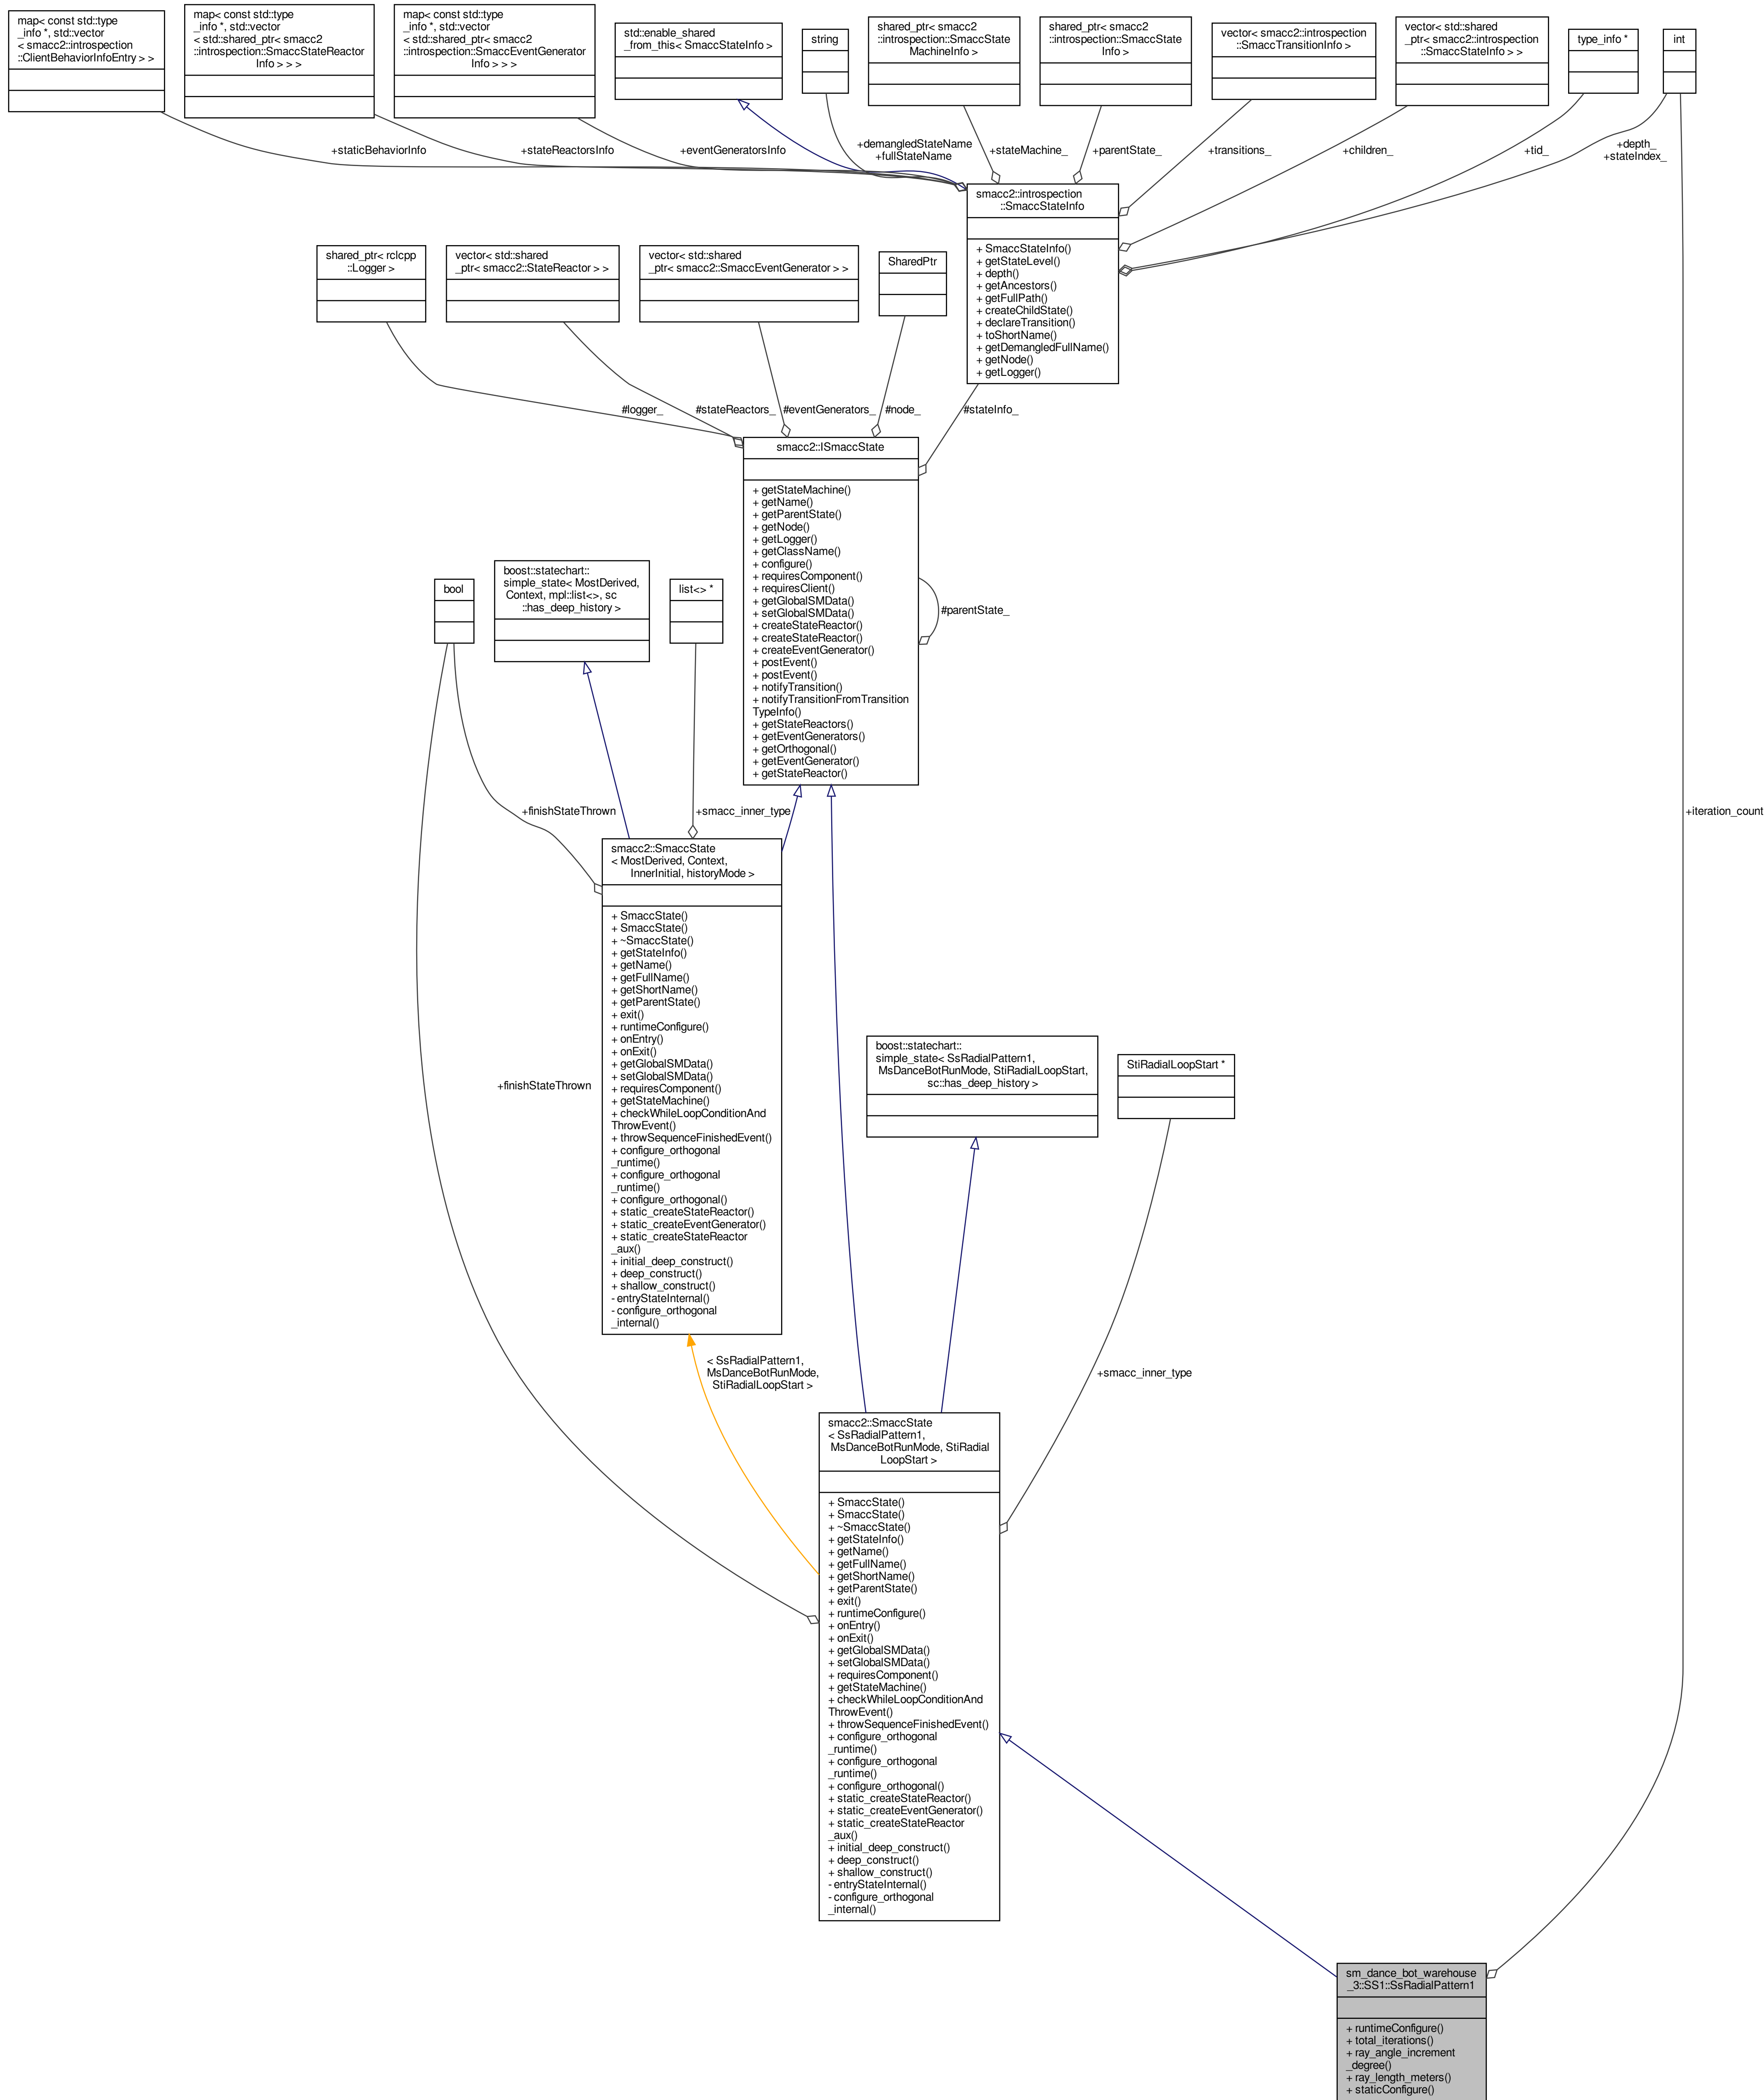 map< const std::type
_info *, std::vector
< smacc2::introspection
::ClientBehaviorInfoEntry > >
map< const std::type
_info *, std::vector
< std::shared_ptr< smacc2
::introspection::SmaccStateReactor
Info > > >
map< const std::type
_info *, std::vector
< std::shared_ptr< smacc2
::introspection::SmaccEventGenerator
Info > > >
std::enable_shared
_from_this< SmaccStateInfo >
string
shared_ptr< smacc2
::introspection::SmaccState
MachineInfo >
shared_ptr< smacc2
::introspection::SmaccState
Info >
vector< smacc2::introspection
::SmaccTransitionInfo >
vector< std::shared
_ptr< smacc2::introspection
::SmaccStateInfo > >
type_info *
int
+staticBehaviorInfo
+stateReactorsInfo
+eventGeneratorsInfo
+demangledStateName
+fullStateName
+stateMachine_
+parentState_
+transitions_
+children_
+tid_
+depth_
+stateIndex_
smacc2::introspection
::SmaccStateInfo
+ SmaccStateInfo()
+ getStateLevel()
+ depth()
+ getAncestors()
+ getFullPath()
+ createChildState()
+ declareTransition()
+ toShortName()
+ getDemangledFullName()
+ getNode()
+ getLogger()
shared_ptr< rclcpp
::Logger >
vector< std::shared
_ptr< smacc2::StateReactor > >
vector< std::shared
_ptr< smacc2::SmaccEventGenerator > >
SharedPtr
#logger_
#stateReactors_
#eventGenerators_
#node_
#stateInfo_
smacc2::ISmaccState
+ getStateMachine()
+ getName()
+ getParentState()
+ getNode()
+ getLogger()
+ getClassName()
+ configure()
+ requiresComponent()
+ requiresClient()
+ getGlobalSMData()
+ setGlobalSMData()
+ createStateReactor()
+ createStateReactor()
+ createEventGenerator()
+ postEvent()
+ postEvent()
+ notifyTransition()
+ notifyTransitionFromTransition
TypeInfo()
+ getStateReactors()
+ getEventGenerators()
+ getOrthogonal()
+ getEventGenerator()
+ getStateReactor()
#parentState_
bool
boost::statechart::
simple_state< MostDerived,
Context, mpl::list<>, sc
::has_deep_history >
list<> *
+finishStateThrown
+smacc_inner_type
+iteration_count
smacc2::SmaccState
< MostDerived, Context,
InnerInitial, historyMode >
+ SmaccState()
+ SmaccState()
+ ~SmaccState()
+ getStateInfo()
+ getName()
+ getFullName()
+ getShortName()
+ getParentState()
+ exit()
+ runtimeConfigure()
+ onEntry()
+ onExit()
+ getGlobalSMData()
+ setGlobalSMData()
+ requiresComponent()
+ getStateMachine()
+ checkWhileLoopConditionAnd
ThrowEvent()
+ throwSequenceFinishedEvent()
+ configure_orthogonal
_runtime()
+ configure_orthogonal
_runtime()
+ configure_orthogonal()
+ static_createStateReactor()
+ static_createEventGenerator()
+ static_createStateReactor
_aux()
+ initial_deep_construct()
+ deep_construct()
+ shallow_construct()
- entryStateInternal()
- configure_orthogonal
_internal()
+finishStateThrown
boost::statechart::
simple_state< SsRadialPattern1,
MsDanceBotRunMode, StiRadialLoopStart,
sc::has_deep_history >
StiRadialLoopStart *
< SsRadialPattern1,
MsDanceBotRunMode,
StiRadialLoopStart >
+smacc_inner_type
smacc2::SmaccState
< SsRadialPattern1,
MsDanceBotRunMode, StiRadial
LoopStart >
+ SmaccState()
+ SmaccState()
+ ~SmaccState()
+ getStateInfo()
+ getName()
+ getFullName()
+ getShortName()
+ getParentState()
+ exit()
+ runtimeConfigure()
+ onEntry()
+ onExit()
+ getGlobalSMData()
+ setGlobalSMData()
+ requiresComponent()
+ getStateMachine()
+ checkWhileLoopConditionAnd
ThrowEvent()
+ throwSequenceFinishedEvent()
+ configure_orthogonal
_runtime()
+ configure_orthogonal
_runtime()
+ configure_orthogonal()
+ static_createStateReactor()
+ static_createEventGenerator()
+ static_createStateReactor
_aux()
+ initial_deep_construct()
+ deep_construct()
+ shallow_construct()
- entryStateInternal()
- configure_orthogonal
_internal()
sm_dance_bot_warehouse
_3::SS1::SsRadialPattern1
+ runtimeConfigure()
+ total_iterations()
+ ray_angle_increment
_degree()
+ ray_length_meters()
+ staticConfigure()